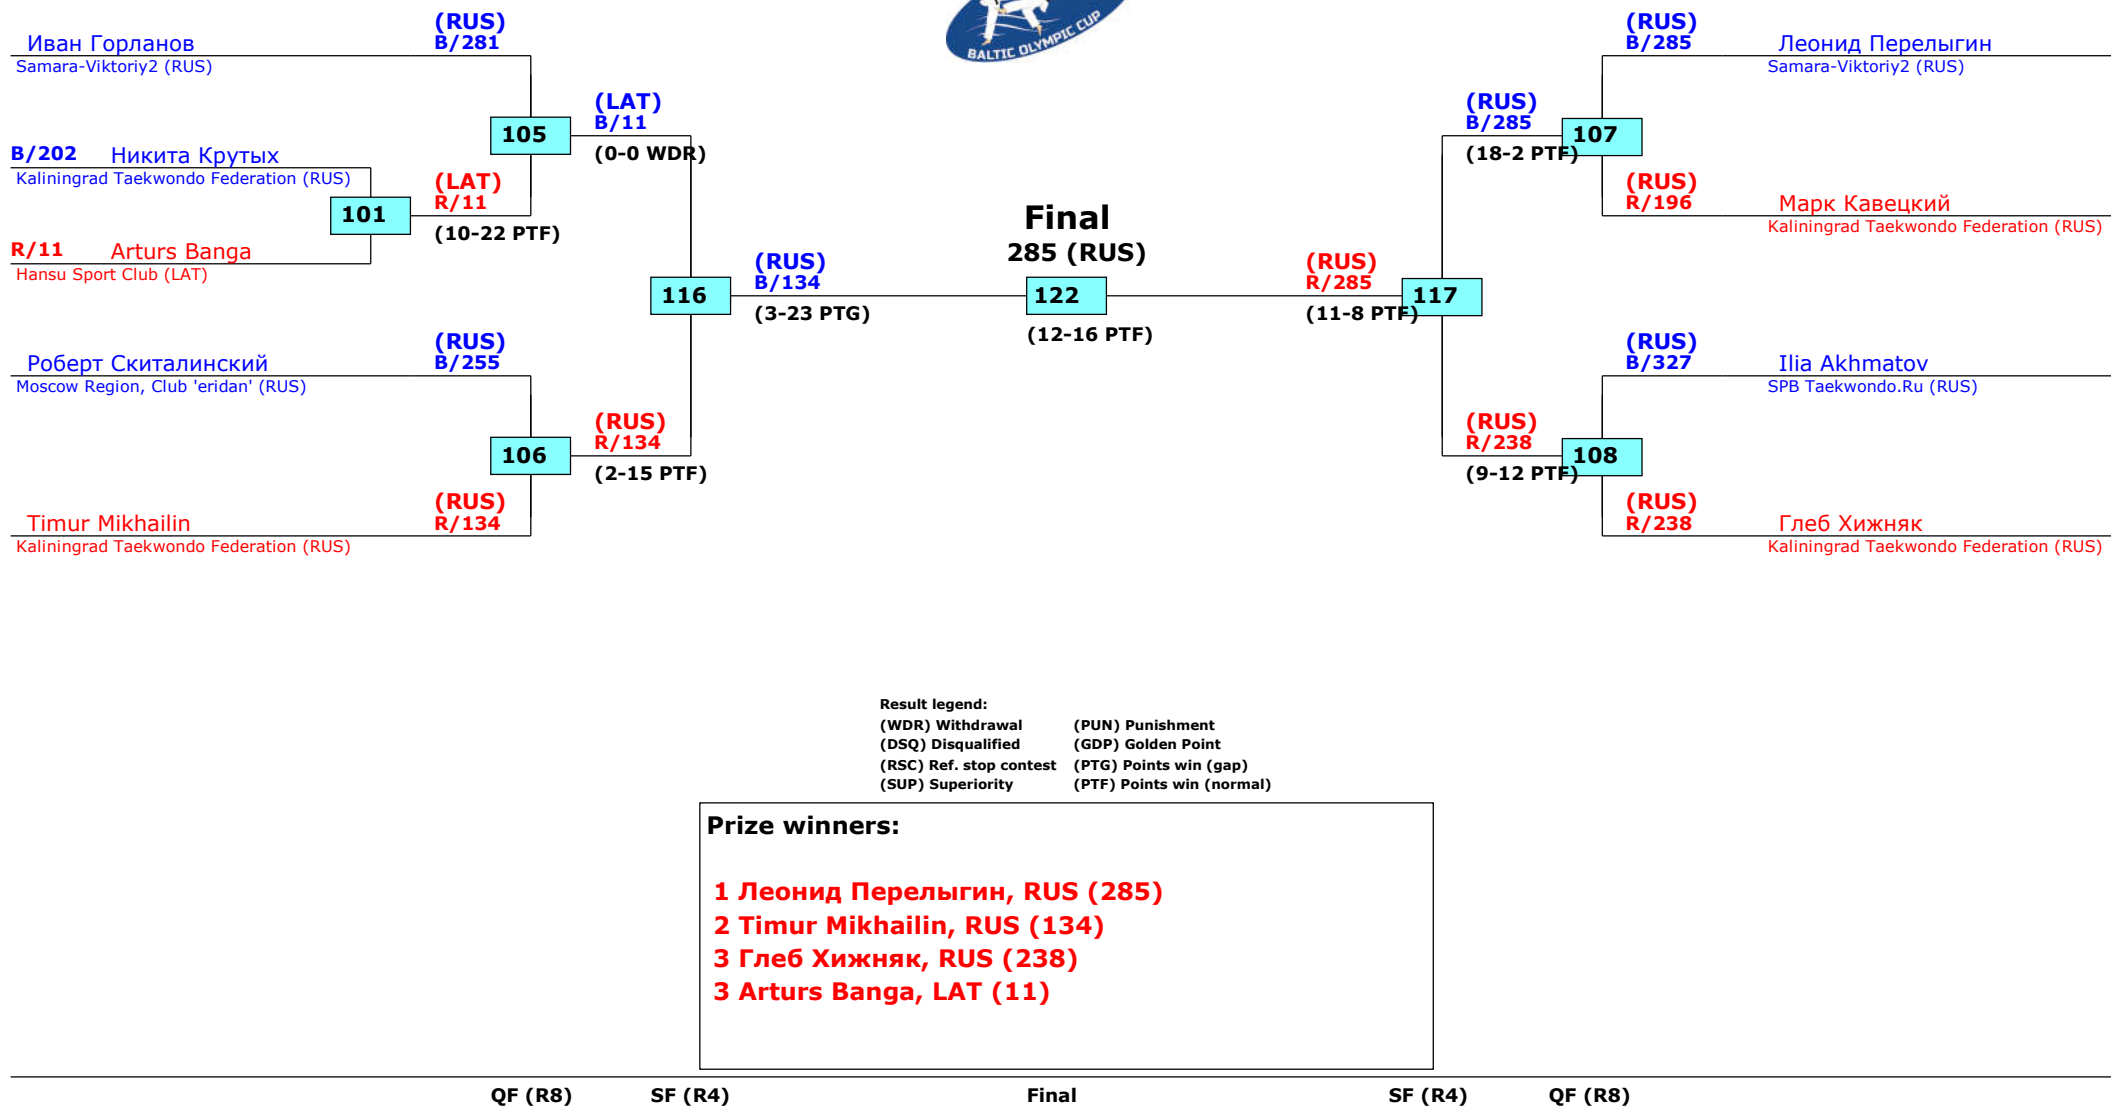 BALTIC OLYMPIC CUP
(RUS)
B/281
Иван Горланов
Samara-Viktoriy2 (RUS)
105
(LAT)
B/11
(0-0 WDR)
B/202 Никита Крутых
Kaliningrad Taekwondo Federation (RUS)
101
(LAT)
R/11
(10-22 PTF)
R/11 Arturs Banga
Hansu Sport Club (LAT)
116
(RUS)
B/134
(3-23 PTG)
(RUS)
B/255
Роберт Скиталинский
Moscow Region, Club 'eridan' (RUS)
106
(RUS)
R/134
(2-15 PTF)
(RUS)
R/134
Timur Mikhailin
Kaliningrad Taekwondo Federation (RUS)
Final
285 (RUS)
122
(12-16 PTF)
(RUS)
R/285
(11-8 PTF)
117
(RUS)
B/285
(18-2 PTF)
107
(RUS)
B/285
Леонид Перелыгин
Samara-Viktoriy2 (RUS)
(RUS)
R/196
Марк Кавецкий
Kaliningrad Taekwondo Federation (RUS)
(RUS)
R/238
(9-12 PTF)
108
(RUS)
B/327
Ilia Akhmatov
SPB Taekwondo.Ru (RUS)
(RUS)
R/238
Глеб Хижняк
Kaliningrad Taekwondo Federation (RUS)
Result legend:
(WDR) Withdrawal (PUN) Punishment
(DSQ) Disqualified (GDP) Golden Point
(RSC) Ref. stop contest (PTG) Points win (gap)
(SUP) Superiority (PTF) Points win (normal)
Prize winners:
1 Леонид Перелыгин, RUS (285)
2 Timur Mikhailin, RUS (134)
3 Глеб Хижняк, RUS (238)
3 Arturs Banga, LAT (11)
QF (R8) SF (R4) Final SF (R4) QF (R8)